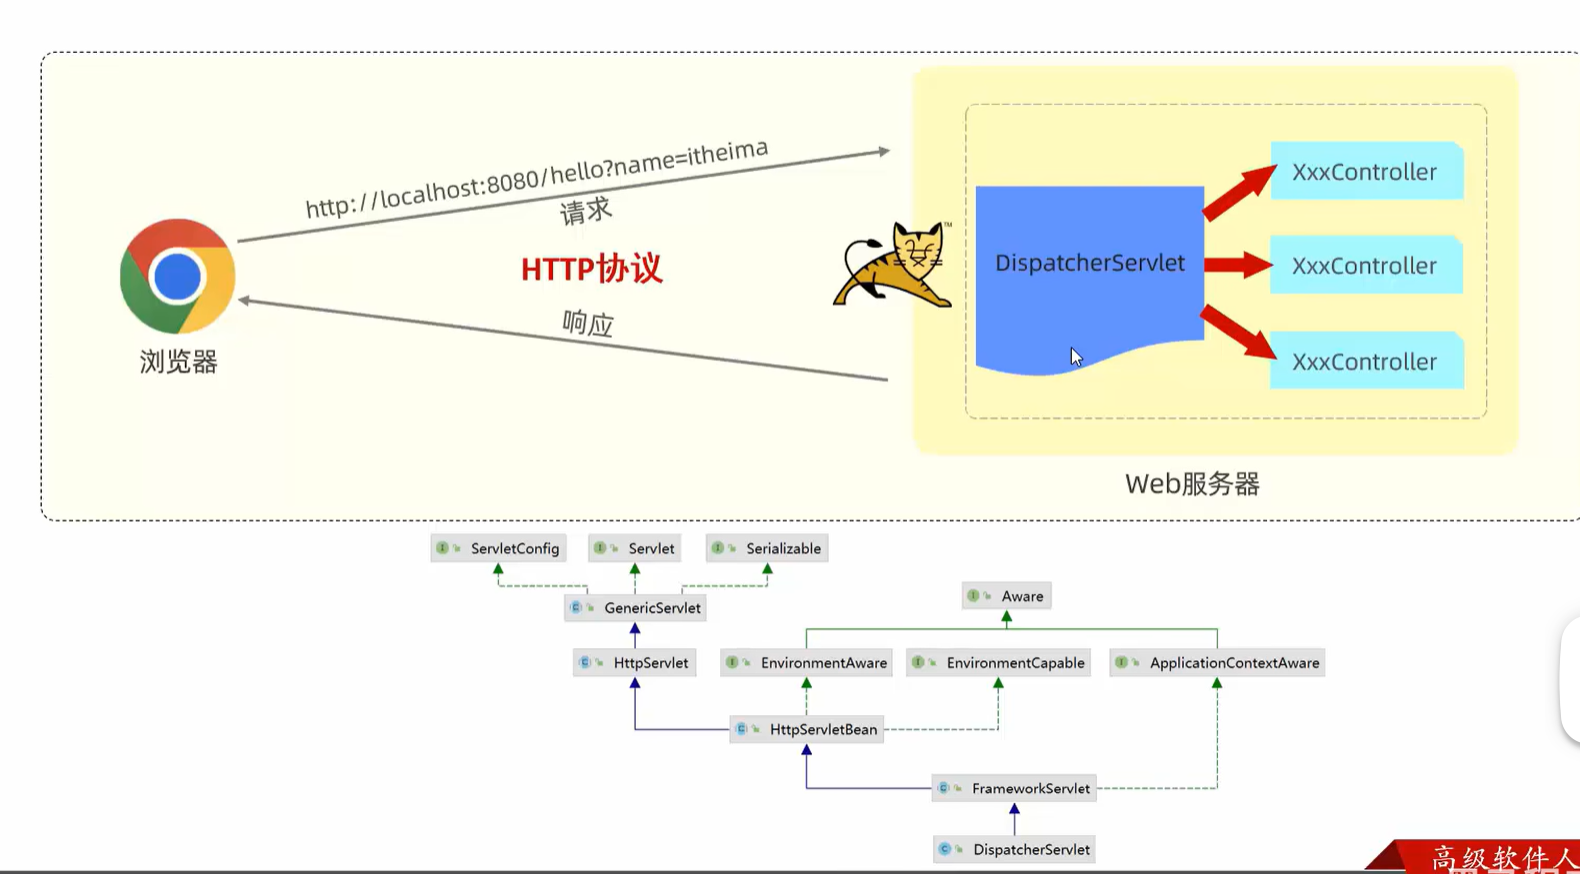 http://localhost:8080/hello?name=itheima
请求
HTTP协议
响应
浏览器
TM
DispatcherServlet
XxxController
XxxController
XxxController
Web服务器
ServletConfig
Servlet
Serializable
GenericServlet
Aware
HttpServlet
EnvironmentAware
EnvironmentCapable
ApplicationContextAware
HttpServletBean
FrameworkServlet
DispatcherServlet
高级软件人